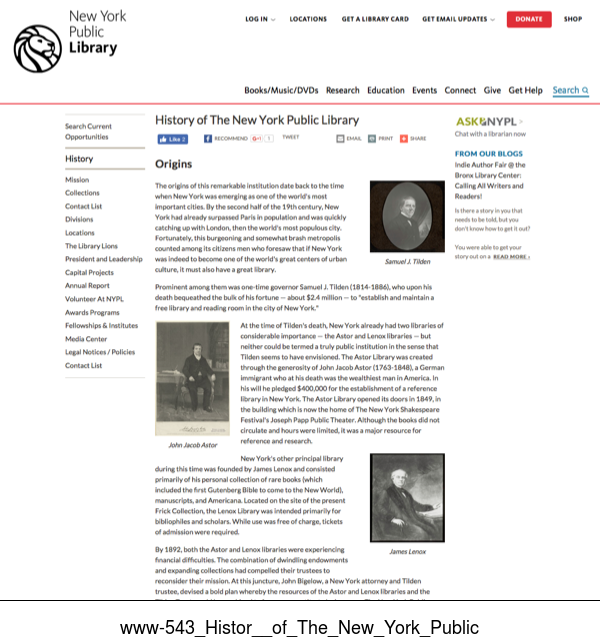 New York
Public
Library
LOG IN
LOCATIONS
GET A LIBRARY CARD
GET EMAIL UPDATES
DONATE
SHOP
Books/Music/DVDs Research Education Events Connect Give Get Help Search
Search Current
Opportunities
History
Mission
Collections
Contact List
Divisions
Locations
The Library Lions
President and Leadership
Capital Projects
Annual Report
Volunteer At NYPL
Awards Programs
Fellowships & Institutes
Media Center
Legal Notices / Policies
Contact List
History of The New York Public Library
Like 2
RECOMMEND
G+1
1
TWEET
EMAIL
PRINT
SHARE
Origins
The origins of this remarkable institution date back to the time
when New York was emerging as one of the world's most
important cities. By the second half of the 19th century, New
York had already surpassed Paris in population and was quickly
catching up with London, then the world's most populous city.
Fortunately, this burgeoning and somewhat brash metropolis
counted among its citizens men who foresaw that if New York
was indeed to become one of the world's great centers of urban
culture, it must also have a great library.
Samuel J. Tilden
Prominent among them was one-time governor Samuel J. Tilden (1814-1886), who upon his
death bequeathed the bulk of his fortune — about $2.4 million — to "establish and maintain a
free library and reading room in the city of New York."
At the time of Tilden's death, New York already had two libraries of
considerable importance — the Astor and Lenox libraries — but
neither could be termed a truly public institution in the sense that
Tilden seems to have envisioned. The Astor Library was created
through the generosity of John Jacob Astor (1763-1848), a German
immigrant who at his death was the wealthiest man in America. In
his will he pledged $400,000 for the establishment of a reference
library in New York. The Astor Library opened its doors in 1849, in
the building which is now the home of The New York Shakespeare
Festival's Joseph Papp Public Theater. Although the books did not
circulate and hours were limited, it was a major resource for
reference and research.
John Jacob Astor
New York's other principal library
during this time was founded by James Lenox and consisted
primarily of his personal collection of rare books (which
included the first Gutenberg Bible to come to the New World),
manuscripts, and Americana. Located on the site of the present
Frick Collection, the Lenox Library was intended primarily for
bibliophiles and scholars. While use was free of charge, tickets
of admission were required.
James Lenox
By 1892, both the Astor and Lenox libraries were experiencing
financial difficulties. The combination of dwindling endowments
and expanding collections had compelled their trustees to
reconsider their mission. At this juncture, John Bigelow, a New York attorney and Tilden
trustee, devised a bold plan whereby the resources of the Astor and Lenox libraries and the
ASKNYPL
Chat with a librarian now
FROM OUR BLOGS
Indie Author Fair @ the
Bronx Library Center:
Calling All Writers and
Readers!
Is there a story in you that
needs to be told, but you
don't know how to get it out?
You were able to get your
story out on a READ MORE ›
www-543_Histor__of_The_New_York_Public